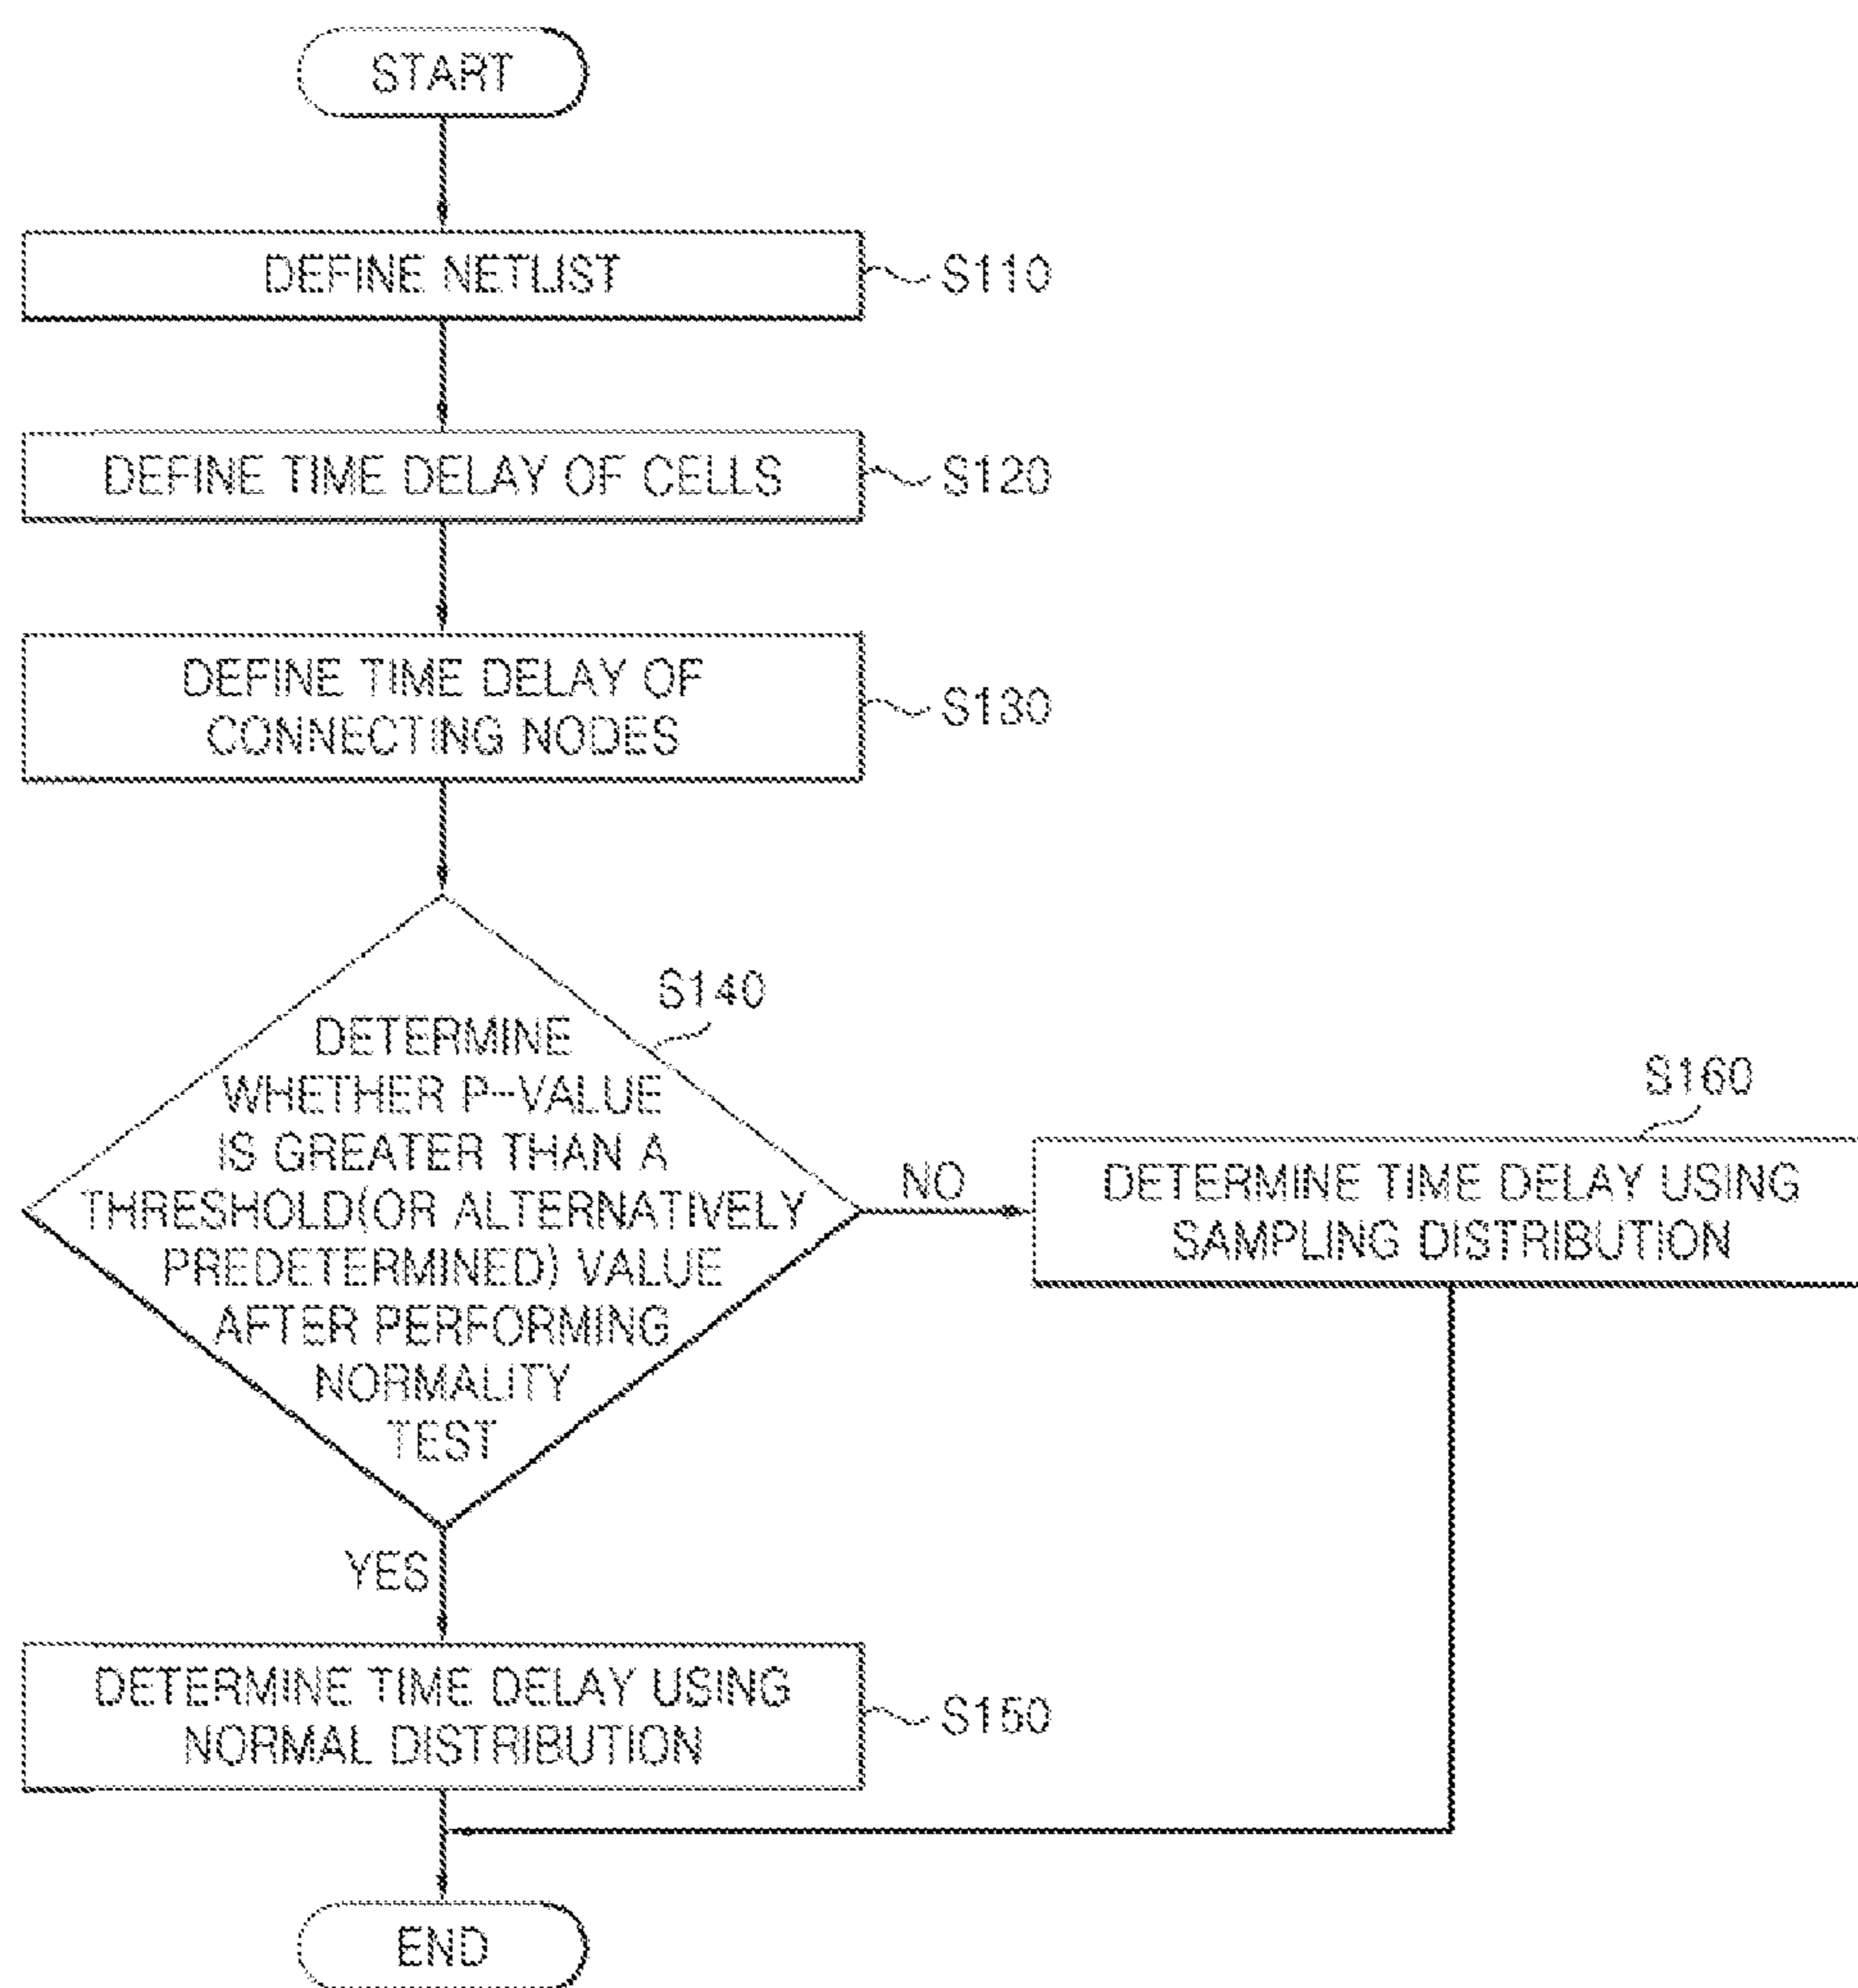 START
DEFINE NETLIST
S110
DEFINE TIME DELAY OF CELLS
S120
DEFINE TIME DELAY OF
CONNECTING NODES
S130
S140
DETERMINE
WHETHER P-VALUE
IS GREATER THAN A
THRESHOLD(OR ALTERNATIVELY
PREDETERMINED) VALUE
AFTER PERFORMING
NORMALITY
TEST
NO
S160
DETERMINE TIME DELAY USING
SAMPLING DISTRIBUTION
YES
DETERMINE TIME DELAY USING
NORMAL DISTRIBUTION
S150
END